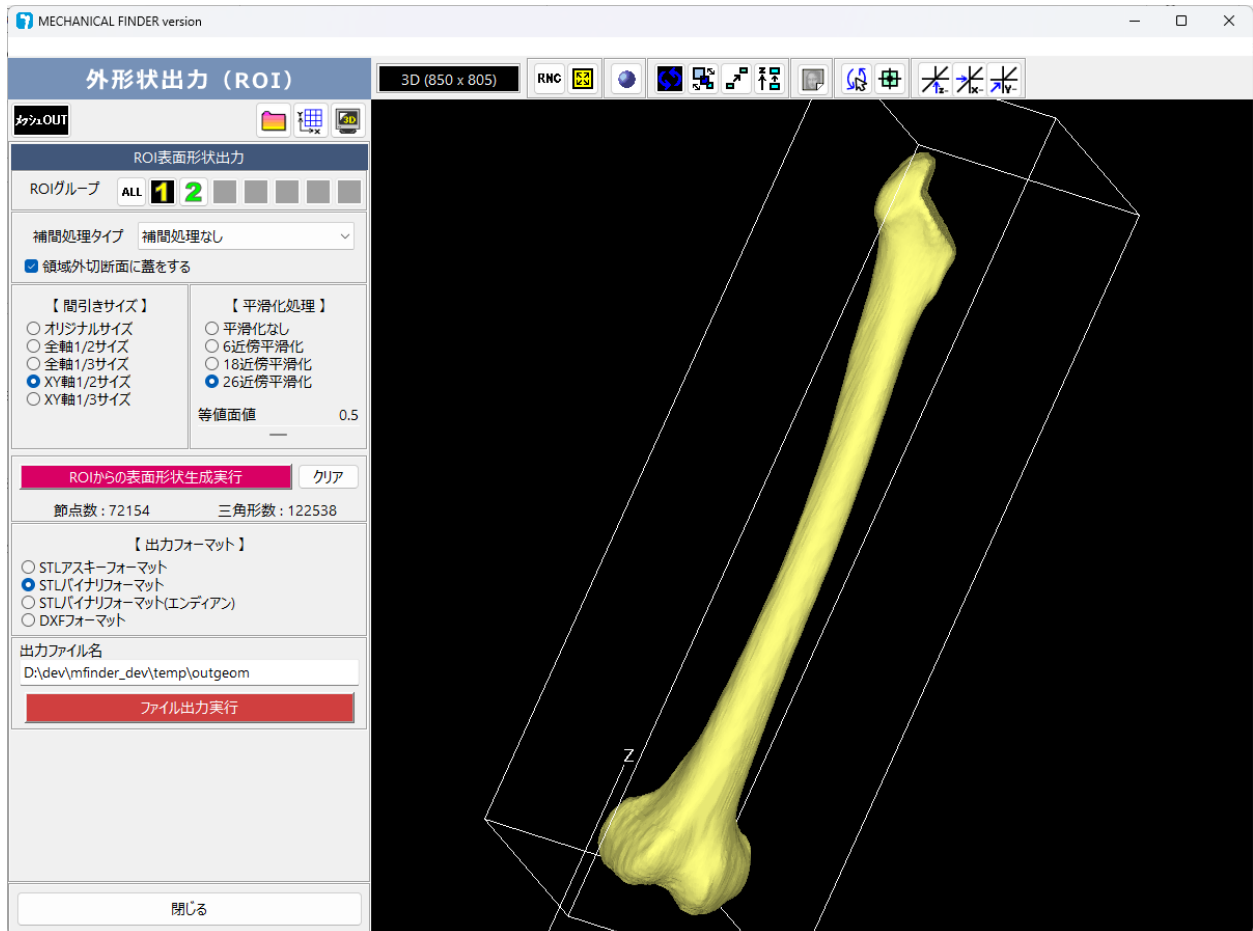 MECHANICAL FINDER version
外形状出力（ROI）
3D (850 x 805)
RNC
メッシュOUT
3D
ROI表面形状出力
ROIグループ ALL 1 2
補間処理タイプ 補間処理なし
領域外切断面に蓋をする
【 間引きサイズ 】
オリジナルサイズ
全軸1/2サイズ
全軸1/3サイズ
XY軸1/2サイズ
XY軸1/3サイズ
【 平滑化処理 】
平滑化なし
6近傍平滑化
18近傍平滑化
26近傍平滑化
等値面値 0.5
ROIからの表面形状生成実行 クリア
節点数 : 72154 三角形数 : 122538
【 出力フォーマット 】
STLアスキーフォーマット
STLバイナリフォーマット
STLバイナリフォーマット(エンディアン)
DXFフォーマット
出力ファイル名
D:\dev\mfinder_dev\temp\outgeom
ファイル出力実行
閉じる
Z